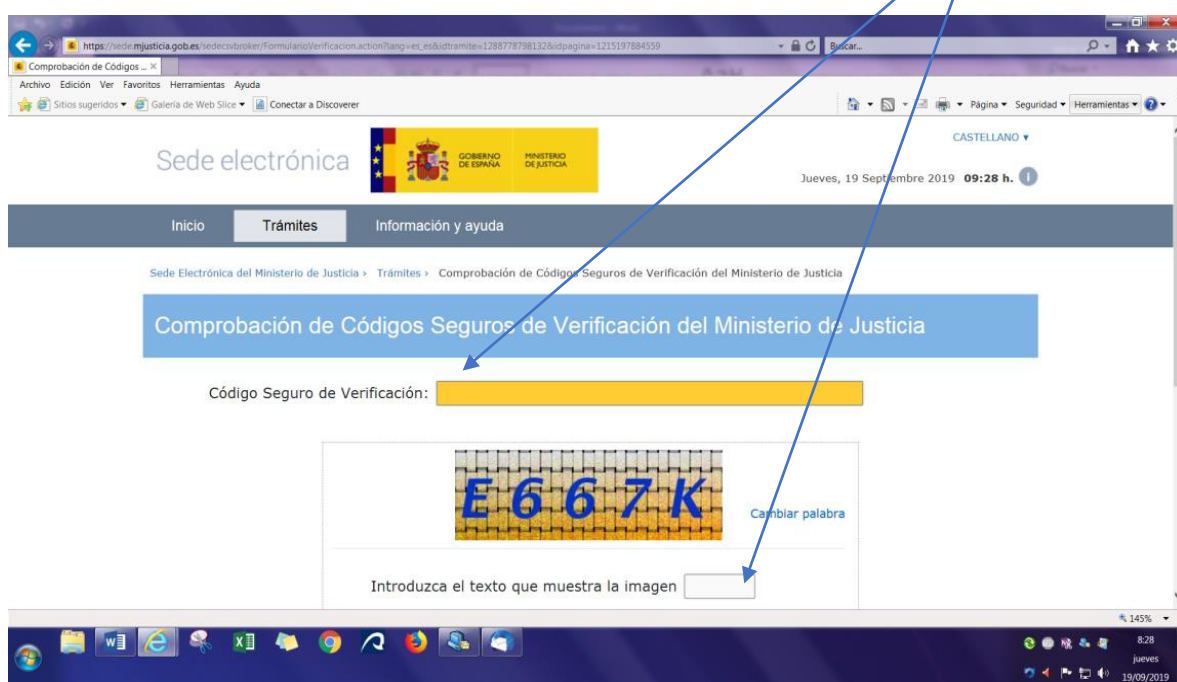 https://sede.mjusticia.gob.es/sedecsvbroker/FormularioVerificacion.action?lang=es_es&idtramite=1288778798132&idpagina=1215197884559
Buscar...
Comprobación de Códigos ...
Archivo Edición Ver Favoritos Herramientas Ayuda
Sitios sugeridos Galería de Web Slice Conectar a Discoverer
Página Seguridad Herramientas
CASTELLANO
Sede electrónica
GOBIERNO DE ESPAÑA
MINISTERIO DE JUSTICIA
Jueves, 19 Septiembre 2019 09:28 h.
Inicio Trámites Información y ayuda
Sede Electrónica del Ministerio de Justicia › Trámites › Comprobación de Códigos Seguros de Verificación del Ministerio de Justicia
Comprobación de Códigos Seguros de Verificación del Ministerio de Justicia
Código Seguro de Verificación:
E667K
Cambiar palabra
Introduzca el texto que muestra la imagen
145%
8:28
jueves
19/09/2019